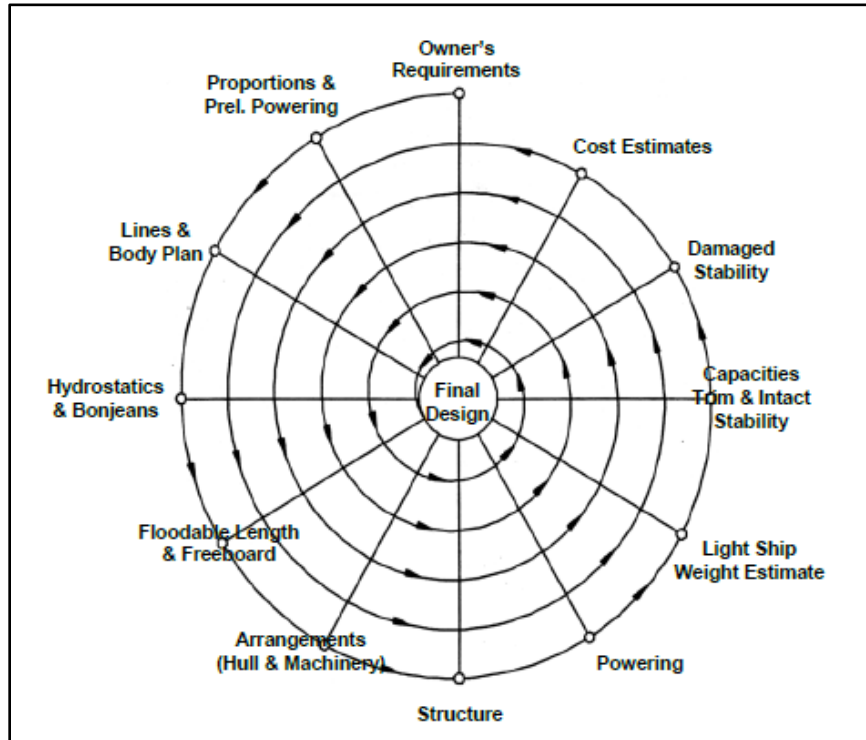 Owner's
Requirements
Proportions &
Prel. Powering
Cost Estimates
Lines &
Body Plan
Damaged
Stability
Hydrostatics
& Bonjeans
Final
Design
Capacities
Trim & Intact
Stability
Floodable Length
& Freeboard
Light Ship
Weight Estimate
Arrangements
(Hull & Machinery)
Powering
Structure